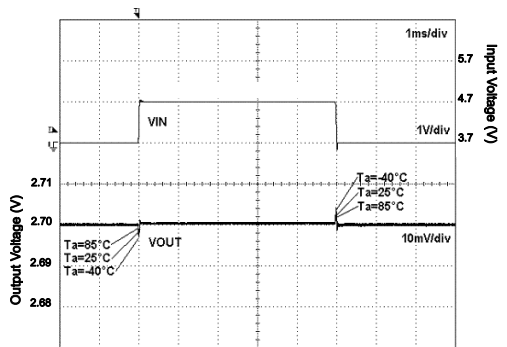 1ms/div
5.7
Input Voltage (V)
4.7
VIN
1V/div
3.7
Output Voltage (V)
2.71
Ta=-40°C
Ta=25°C
Ta=85°C
2.70
Ta=85°C
VOUT
10mV/div
Ta=25°C
2.69
Ta=-40°C
2.68